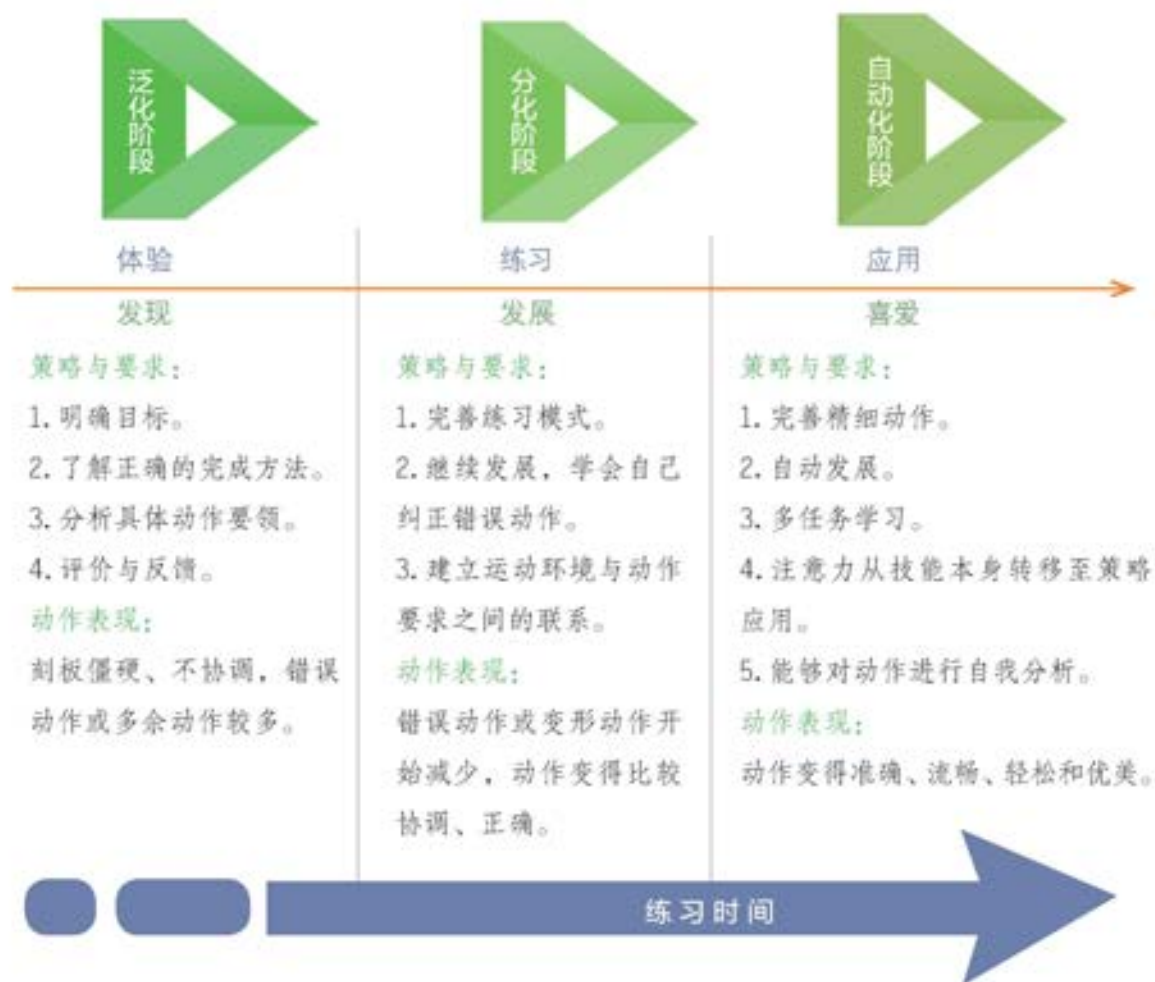 泛化阶段
分化阶段
自动化阶段
体验
练习
应用
发现
发展
喜爱
策略与要求:
1. 明确目标。
2. 了解正确的完成方法。
3. 分析具体动作要领。
4. 评价与反馈。
动作表现:
刻板僵硬、不协调，错误
动作或多余动作较多。
策略与要求:
1. 完善练习模式。
2. 继续发展，学会自己
纠正错误动作。
3. 建立运动环境与动作
要求之间的联系。
动作表现:
错误动作或变形动作开
始减少，动作变得比较
协调、正确。
策略与要求:
1. 完善精细动作。
2. 自动发展。
3. 多任务学习。
4. 注意力从技能本身转移至策略
应用。
5. 能够对动作进行自我分析。
动作表现:
动作变得准确、流畅、轻松和优美。
练习时间